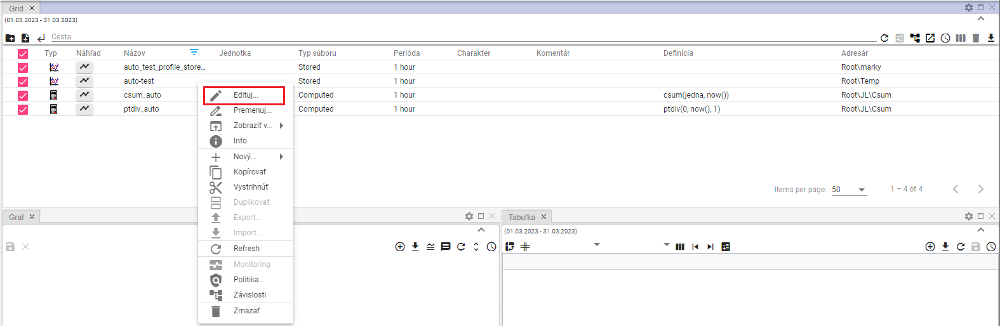 Grid
(01.03.2023 - 31.03.2023)
Cesta
Typ Náhľad Názov Jednotka Typ súboru Perióda Charakter Komentár Definícia Adresár
auto_test_profile_store... Stored 1 hour Root\marky
auto-test Stored 1 hour Root\Temp
csum_auto Computed 1 hour csum(jedna, now()) Root\JL\Csum
ptdiv_auto Computed 1 hour ptdiv(0, now(), 1) Root\JL\Csum
Edituj...
Premenuj...
Zobraziť v...
Info
Nový...
Kopírovať
Vystrihnúť
Duplikovať
Export...
Import...
Refresh
Monitoring
Politika...
Závislosti
Zmazať
Items per page: 50 1 – 4 of 4
Graf
Tabuľka
(01.03.2023 - 31.03.2023)